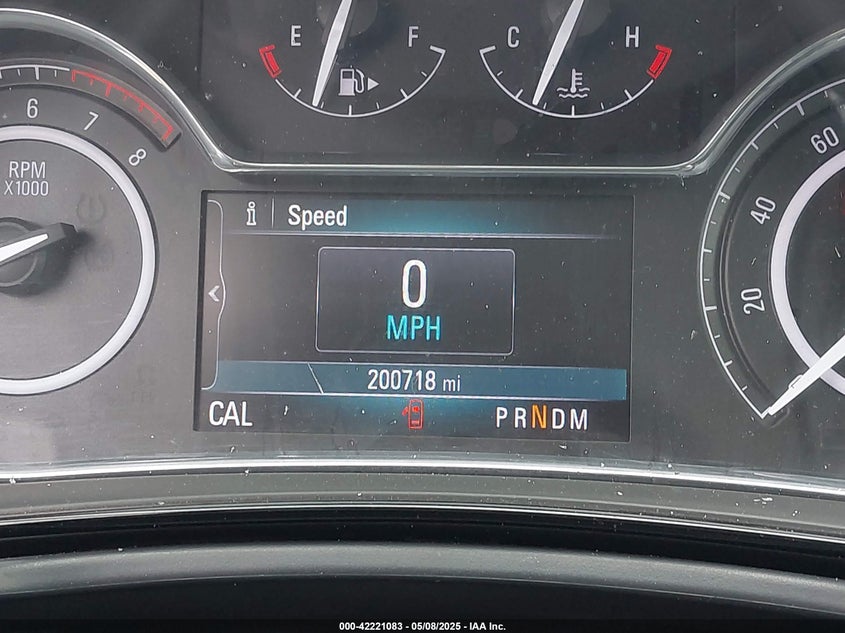 E F C H
6 7 8
RPM
X1000
i Speed
0
MPH
200718 mi
CAL PRNDM
60
40
20
000-42221083 - 05/08/2025 - IAA Inc.